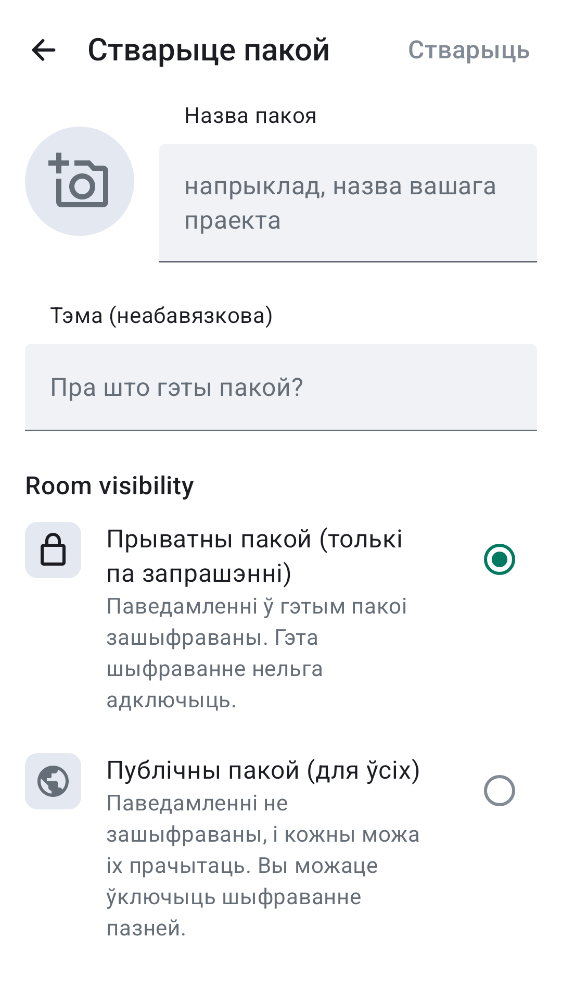 Стварыце пакой
Стварыць
Назва пакоя
напрыклад, назва вашага
праекта
Тэма (неабавязкова)
Пра што гэты пакой?
Room visibility
Прыватны пакой (толькі
па запрашэнні)
Паведамленні ў гэтым пакоі
зашыфраваны. Гэта
шыфраванне нельга
адключыць.
Публічны пакой (для ўсіх)
Паведамленні не
зашыфраваны, і кожны можа
іх прачытаць. Вы можаце
ўключыць шыфраванне
пазней.